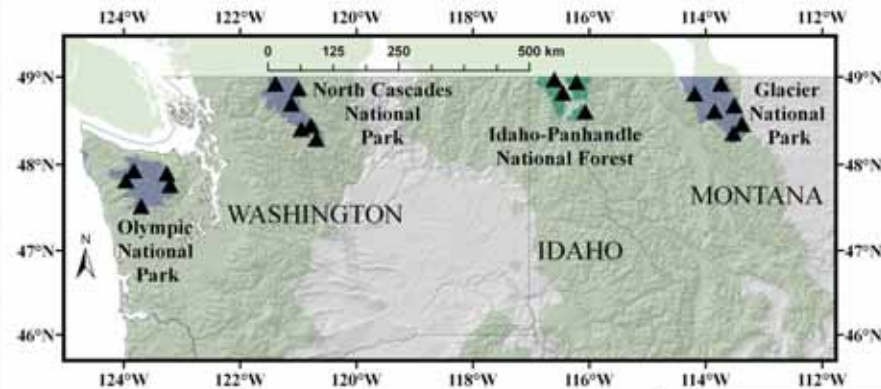 124°W 122°W 120°W 118°W 116°W 114°W 112°W
0 125 250 500 km
49°N 49°N
North Cascades
National
Park
Idaho-Panhandle
National Forest
Glacier
National
Park
48°N 48°N
MONTANA
WASHINGTON
Olympic
National
Park
N
47°N 47°N
IDAHO
46°N 46°N
124°W 122°W 120°W 118°W 116°W 114°W 112°W